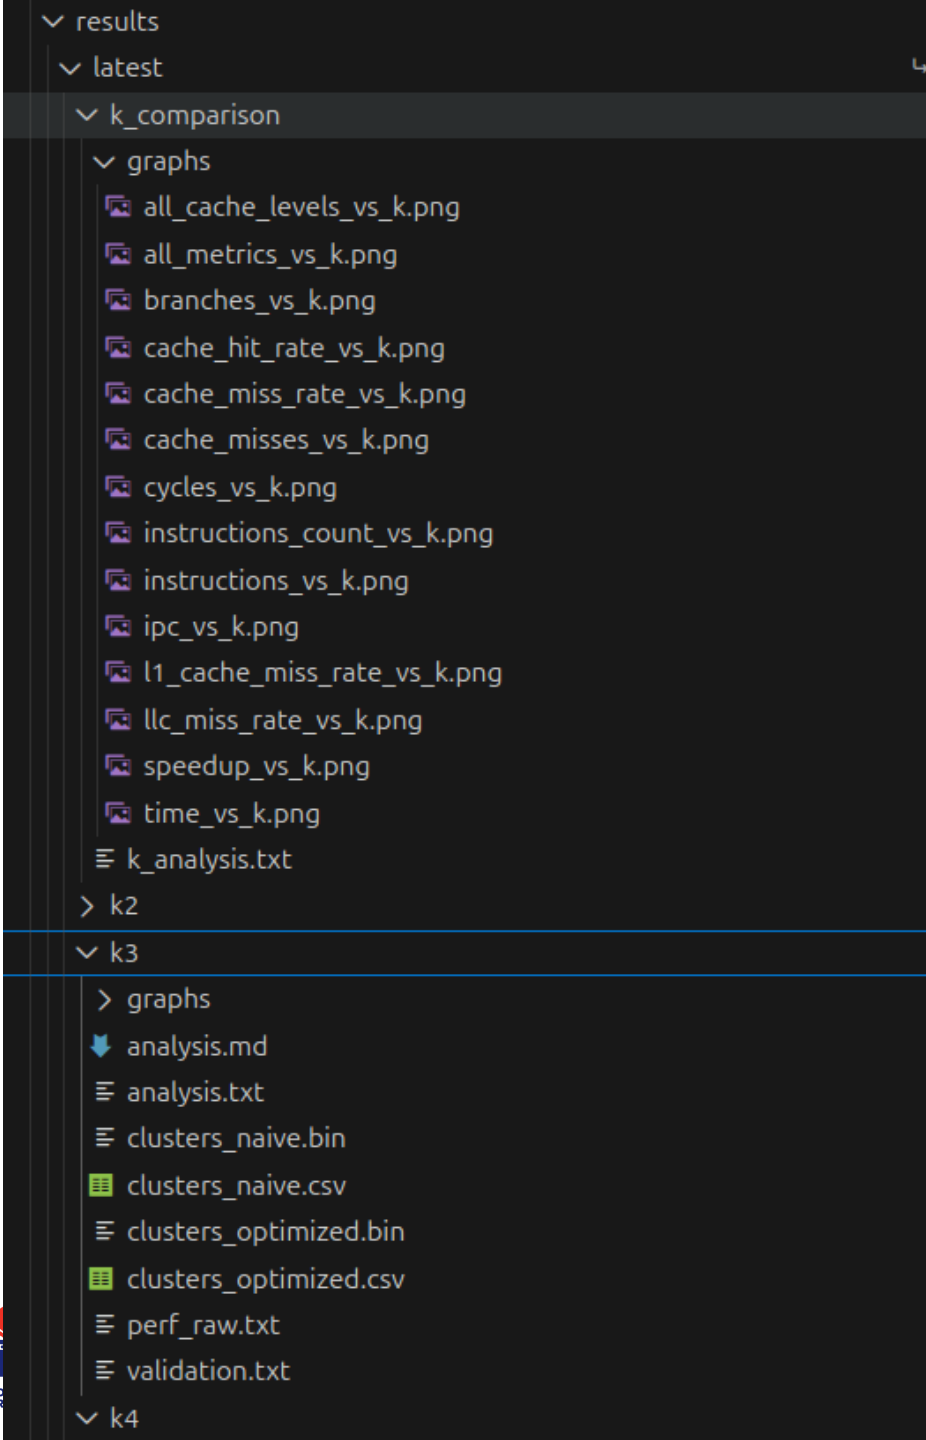 results
latest
k_comparison
graphs
all_cache_levels_vs_k.png
all_metrics_vs_k.png
branches_vs_k.png
cache_hit_rate_vs_k.png
cache_miss_rate_vs_k.png
cache_misses_vs_k.png
cycles_vs_k.png
instructions_count_vs_k.png
instructions_vs_k.png
ipc_vs_k.png
l1_cache_miss_rate_vs_k.png
llc_miss_rate_vs_k.png
speedup_vs_k.png
time_vs_k.png
k_analysis.txt
k2
k3
graphs
analysis.md
analysis.txt
clusters_naive.bin
clusters_naive.csv
clusters_optimized.bin
clusters_optimized.csv
perf_raw.txt
validation.txt
k4